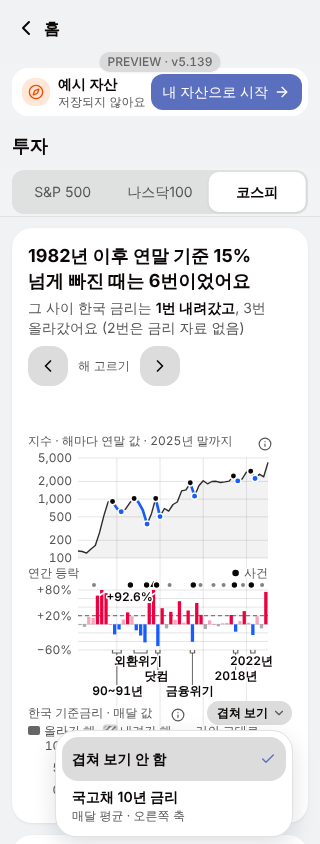 홈
PREVIEW · v5.139
예시 자산
저장되지 않아요
내 자산으로 시작
투자
S&P 500
나스닥100
코스피
1982년 이후 연말 기준 15%
넘게 빠진 때는 6번이었어요
그 사이 한국 금리는 1번 내려갔고, 3번
올라갔어요 (2번은 금리 자료 없음)
해 고르기
지수 · 해마다 연말 값 · 2025년 말까지
5,000
2,000
1,000
500
200
100
연간 등락
사건
+80%
+92.6%
+20%
−60%
외환위기
2022년
닷컴
2018년
90~91년
금융위기
한국 기준금리 · 매달 값
겹쳐 보기
겹쳐 보기 안 함
국고채 10년 금리
매달 평균 · 오른쪽 축